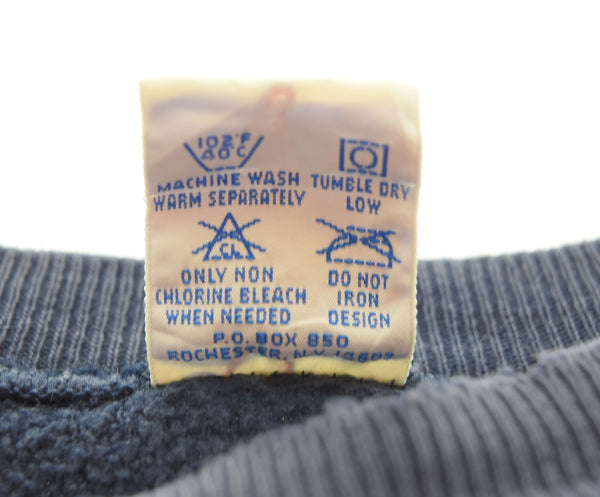 102°F
40°C
MACHINE WASH
WARM SEPARATELY
TUMBLE DRY
LOW
CL
ONLY NON
CHLORINE BLEACH
WHEN NEEDED
DO NOT
IRON
DESIGN
P.O. BOX 850
ROCHESTER, N.Y.